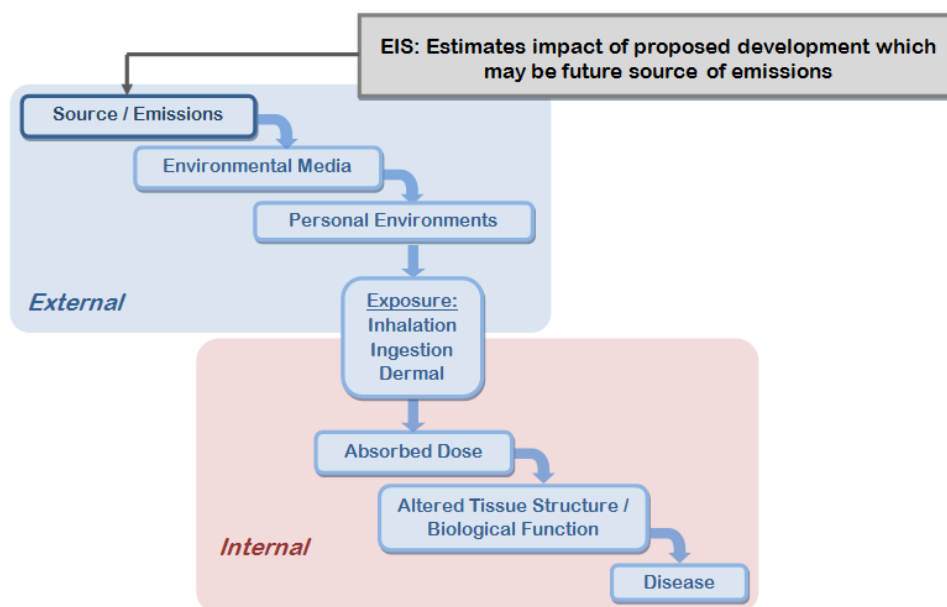 EIS: Estimates impact of proposed development which
may be future source of emissions
Source / Emissions
Environmental Media
Personal Environments
External
Exposure:
Inhalation
Ingestion
Dermal
Absorbed Dose
Altered Tissue Structure /
Biological Function
Internal
Disease